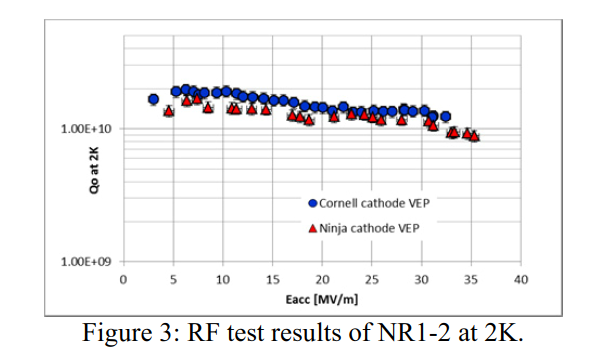 1.00E+10
1.00E+09
Qo at 2K
Cornell cathode VEP
Ninja cathode VEP
0 5 10 15 20 25 30 35 40
Eacc [MV/m]
Figure 3: RF test results of NR1-2 at 2K.